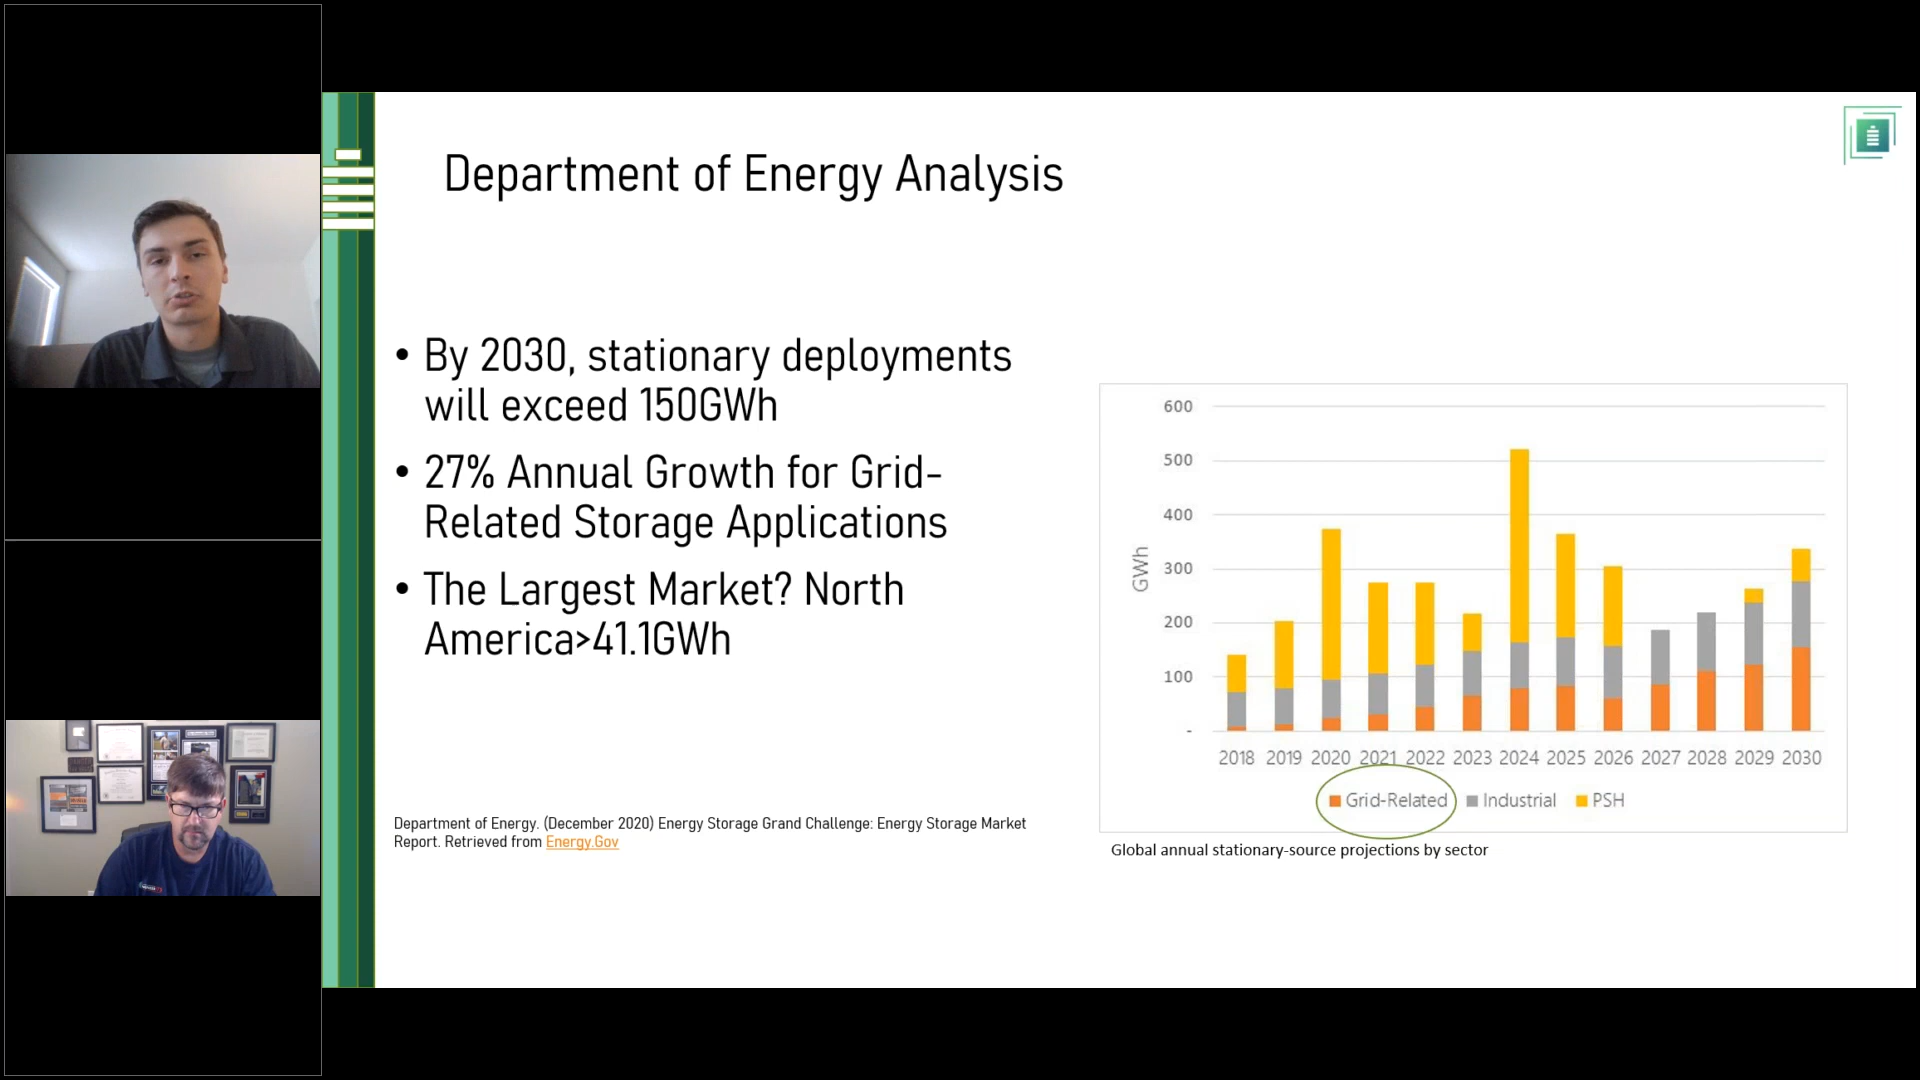 Department of Energy Analysis
• By 2030, stationary deployments
will exceed 150GWh
• 27% Annual Growth for Grid-
Related Storage Applications
• The Largest Market? North
America>41.1GWh
Department of Energy. (December 2020) Energy Storage Grand Challenge: Energy Storage Market
Report. Retrieved from Energy.Gov
600
500
400
300
200
100
-
GWh
2018 2019 2020 2021 2022 2023 2024 2025 2026 2027 2028 2029 2030
Grid-Related Industrial PSH
Global annual stationary-source projections by sector